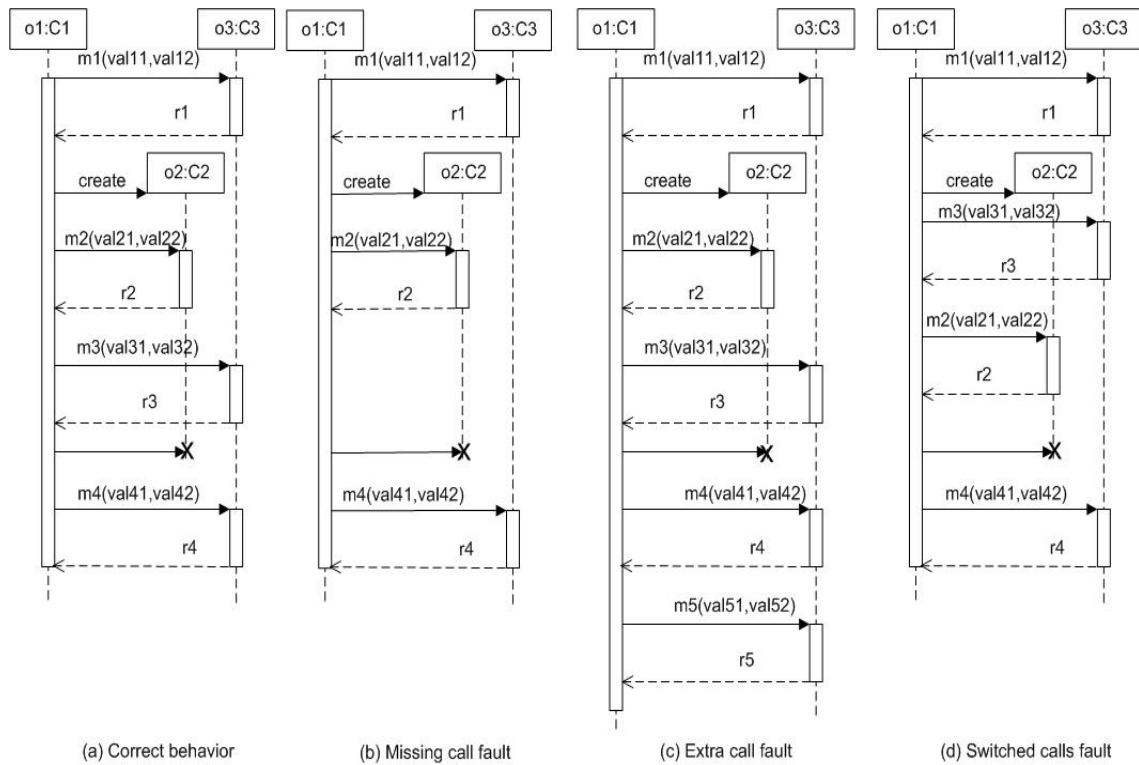 o1:C1
o3:C3
m1(val11,val12)
r1
o2:C2
create
m2(val21,val22)
r2
m3(val31,val32)
r3
X
m4(val41,val42)
r4
(a) Correct behavior
o1:C1
o3:C3
m1(val11,val12)
r1
o2:C2
create
m2(val21,val22)
r2
X
m4(val41,val42)
r4
(b) Missing call fault
o1:C1
o3:C3
m1(val11,val12)
r1
o2:C2
create
m2(val21,val22)
r2
m3(val31,val32)
r3
X
m4(val41,val42)
r4
m5(val51,val52)
r5
(c) Extra call fault
o1:C1
o3:C3
m1(val11,val12)
r1
o2:C2
create
m3(val31,val32)
r3
m2(val21,val22)
r2
X
m4(val41,val42)
r4
(d) Switched calls fault